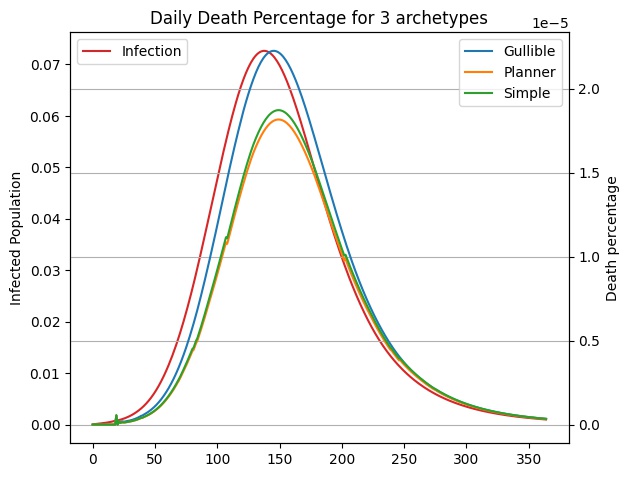 Daily Death Percentage for 3 archetypes
1e−5
Infection
Gullible
Planner
Simple
Infected Population
0.07
0.06
0.05
0.04
0.03
0.02
0.01
0.00
2.0
1.5
1.0
0.5
0.0
Death percentage
0 50 100 150 200 250 300 350